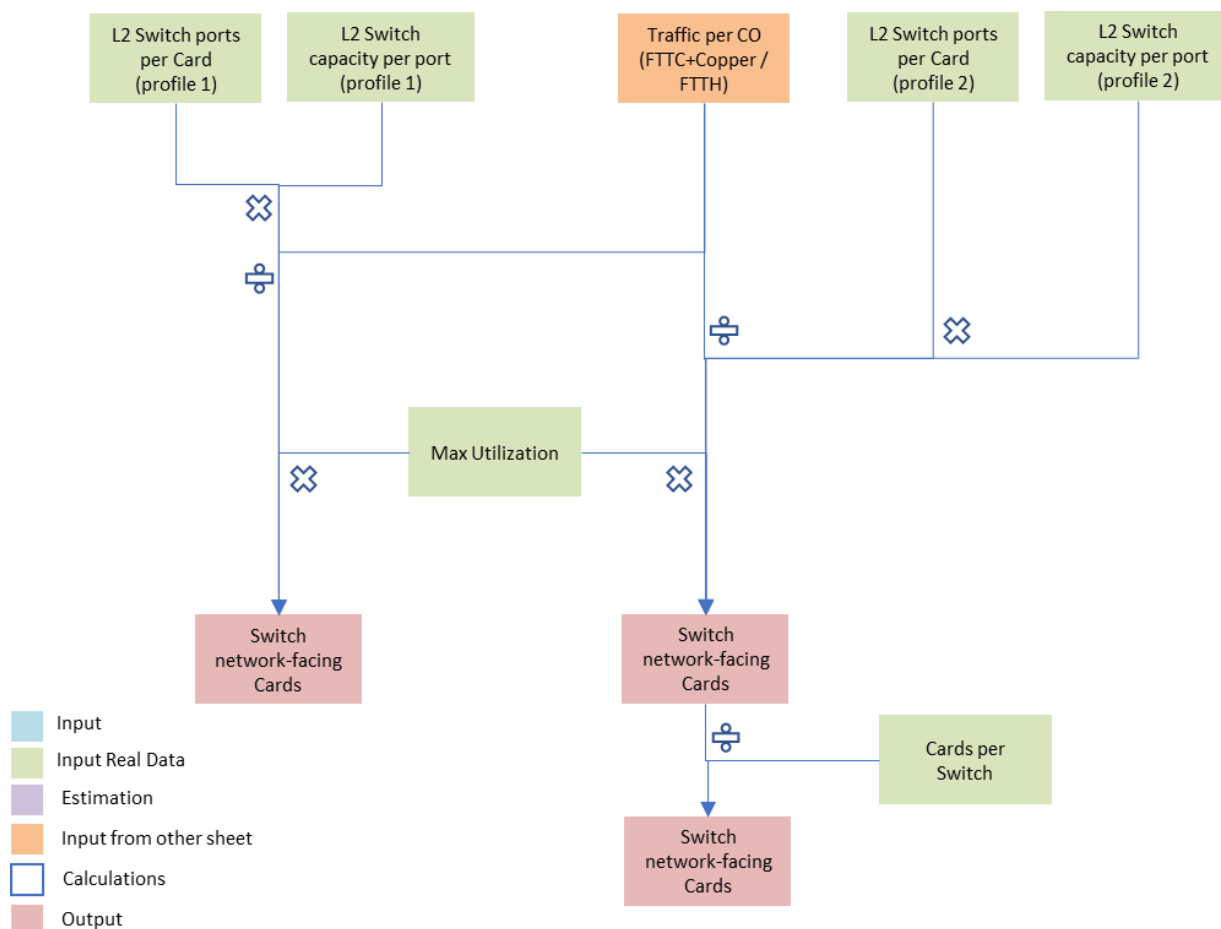 L2 Switch ports
per Card
(profile 1)
L2 Switch
capacity per port
(profile 1)
Traffic per CO
(FTTC+Copper /
FTTH)
L2 Switch ports
per Card
(profile 2)
L2 Switch
capacity per port
(profile 2)
Max Utilization
Switch
network-facing
Cards
Switch
network-facing
Cards
Cards per
Switch
Switch
network-facing
Cards
Input
Input Real Data
Estimation
Input from other sheet
Calculations
Output